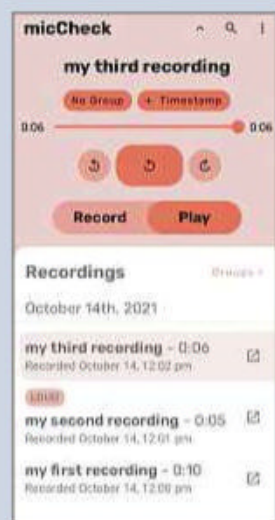 micCheck
my third recording
No Group + Timestamp
0:06 0:06
Record Play
Recordings Groups >
October 14th, 2021
my third recording - 0:06
Recorded October 14, 12:02 pm
my second recording - 0:05
Recorded October 14, 12:01 pm
my first recording - 0:10
Recorded October 14, 12:00 pm